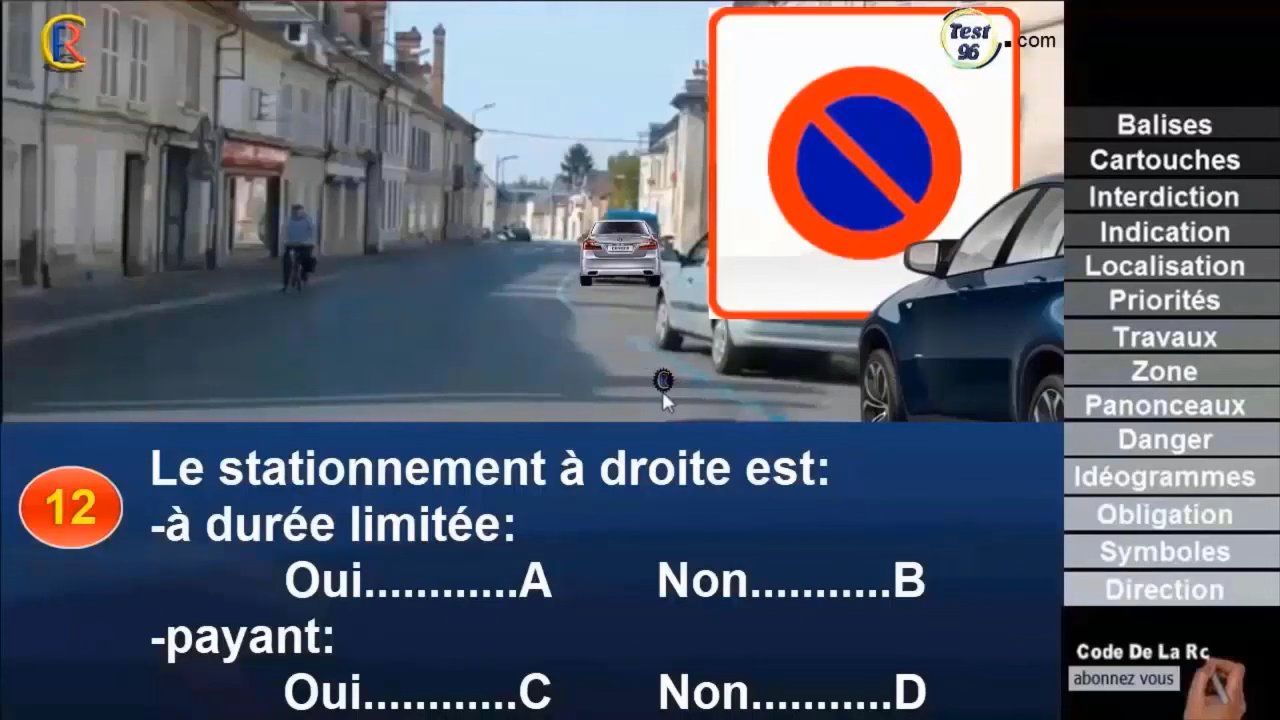 Test
96
.com
Balises
Cartouches
Interdiction
Indication
Localisation
Priorités
Travaux
Zone
Panonceaux
Danger
Idéogrammes
Obligation
Symboles
Direction
12
Le stationnement à droite est:
-à durée limitée:
Oui............A Non...........B
-payant:
Oui............C Non...........D
Code De La Rc
abonnez vous